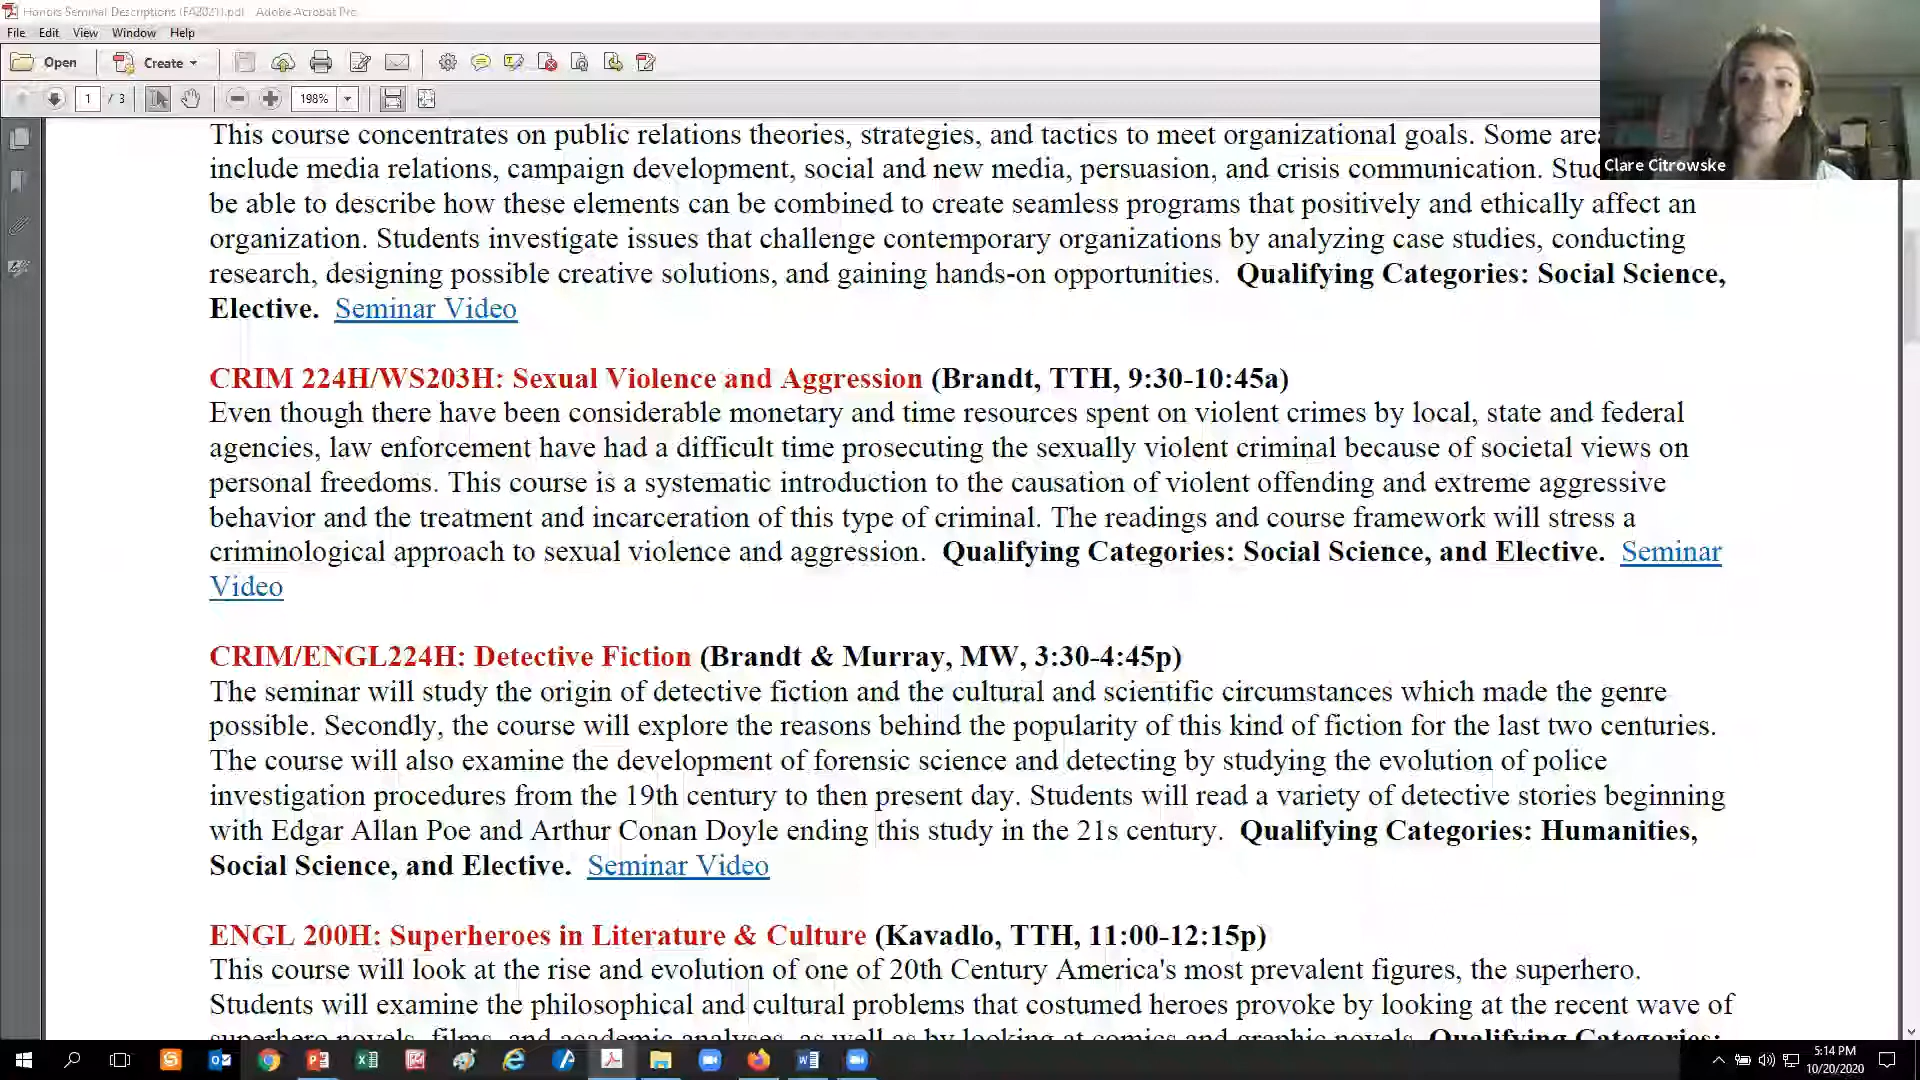 Honors Seminal Descriptions (FA2021).pdf - Adobe Acrobat Pro
File Edit View Window Help
Open Create
1 / 3 198%
Clare Citrowske
This course concentrates on public relations theories, strategies, and tactics to meet organizational goals. Some
include media relations, campaign development, social and new media, persuasion, and crisis communication.
be able to describe how these elements can be combined to create seamless programs that positively and ethically affect an
organization. Students investigate issues that challenge contemporary organizations by analyzing case studies, conducting
research, designing possible creative solutions, and gaining hands-on opportunities. Qualifying Categories: Social Science,
Elective. Seminar Video
CRIM 224H/WS203H: Sexual Violence and Aggression (Brandt, TTH, 9:30-10:45a)
Even though there have been considerable monetary and time resources spent on violent crimes by local, state and federal
agencies, law enforcement have had a difficult time prosecuting the sexually violent criminal because of societal views on
personal freedoms. This course is a systematic introduction to the causation of violent offending and extreme aggressive
behavior and the treatment and incarceration of this type of criminal. The readings and course framework will stress a
criminological approach to sexual violence and aggression. Qualifying Categories: Social Science, and Elective. Seminar
Video
CRIM/ENGL224H: Detective Fiction (Brandt & Murray, MW, 3:30-4:45p)
The seminar will study the origin of detective fiction and the cultural and scientific circumstances which made the genre
possible. Secondly, the course will explore the reasons behind the popularity of this kind of fiction for the last two centuries.
The course will also examine the development of forensic science and detecting by studying the evolution of police
investigation procedures from the 19th century to then present day. Students will read a variety of detective stories beginning
with Edgar Allan Poe and Arthur Conan Doyle ending this study in the 21s century. Qualifying Categories: Humanities,
Social Science, and Elective. Seminar Video
ENGL 200H: Superheroes in Literature & Culture (Kavadlo, TTH, 11:00-12:15p)
This course will look at the rise and evolution of one of 20th Century America's most prevalent figures, the superhero.
Students will examine the philosophical and cultural problems that costumed heroes provoke by looking at the recent wave of
superhero novels, films, and academic analyses, as well as by looking at comics and graphic novels. Qualifying Categories:
5:14 PM
10/20/2020